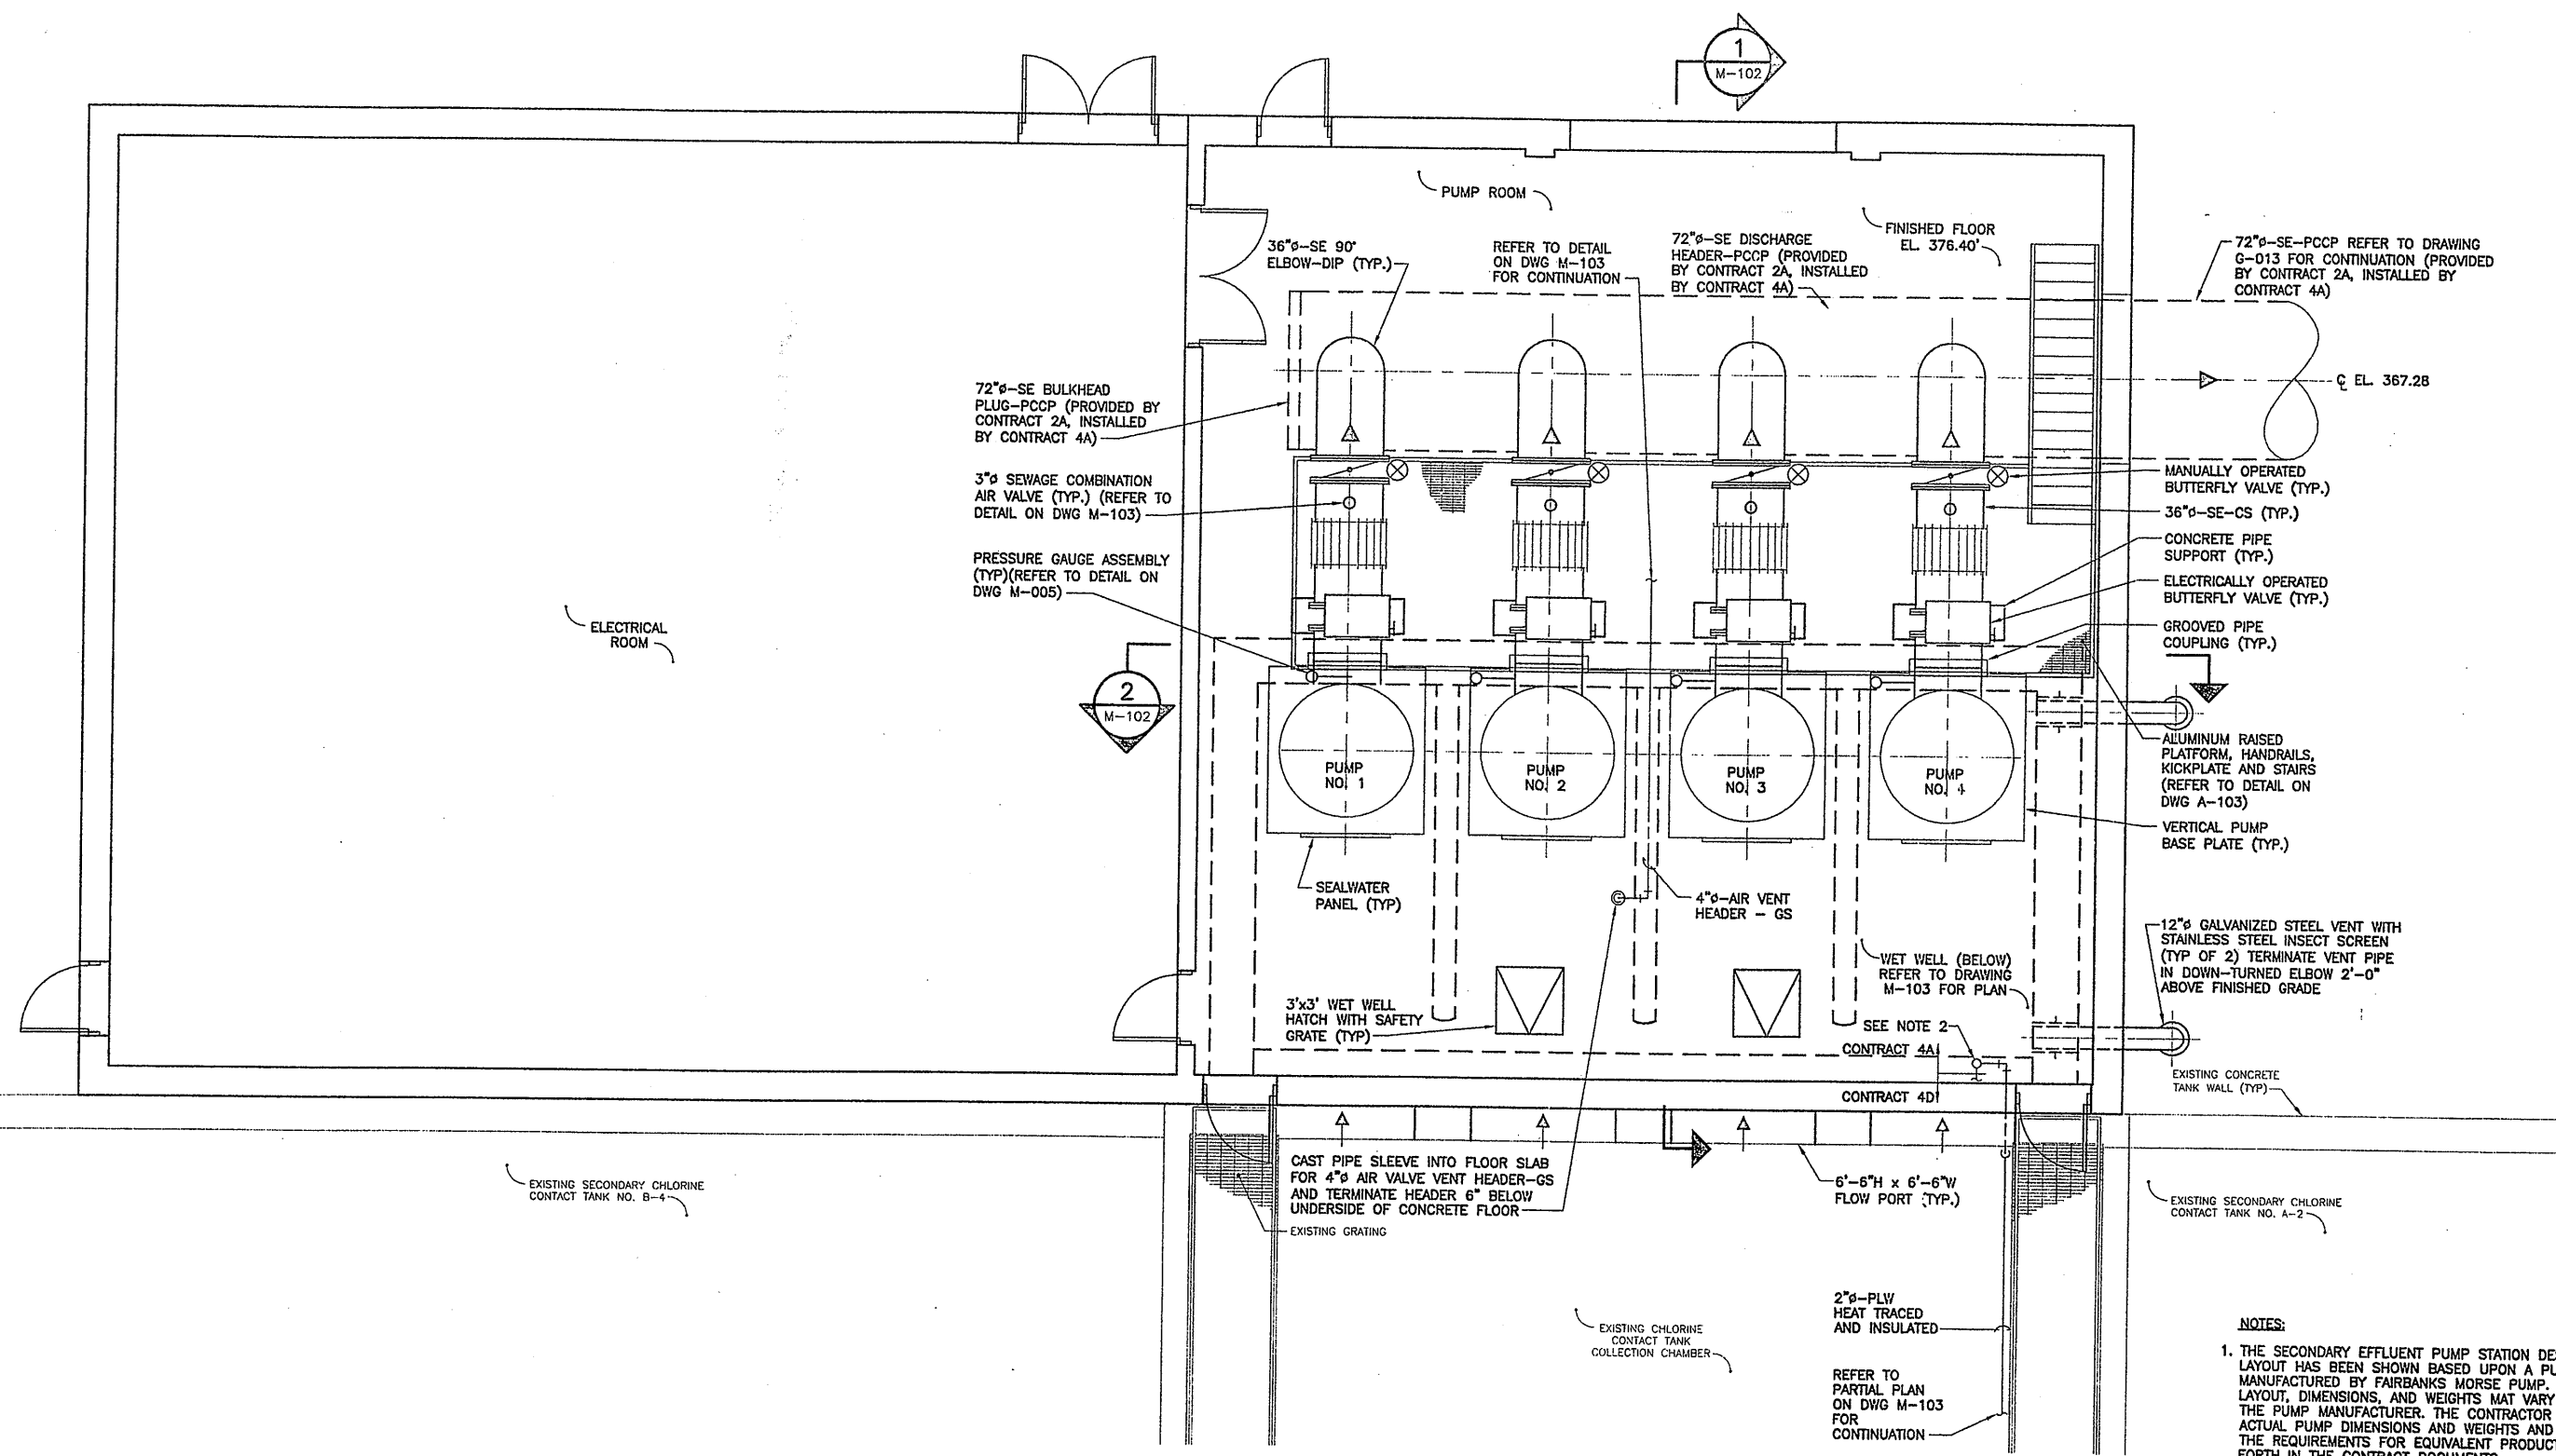 1
M-102
PUMP ROOM
FINISHED FLOOR
EL. 376.40'
36"ø-SE 90°
ELBOW-DIP (TYP.)
REFER TO DETAIL
ON DWG M-103
FOR CONTINUATION
72"ø-SE DISCHARGE
HEADER-PCCP (PROVIDED
BY CONTRACT 2A, INSTALLED
BY CONTRACT 4A)
72"ø-SE-PCCP REFER TO DRAWING
G-013 FOR CONTINUATION (PROVIDED
BY CONTRACT 2A, INSTALLED BY
CONTRACT 4A)
℄ EL. 367.28
72"ø-SE BULKHEAD
PLUG-PCCP (PROVIDED BY
CONTRACT 2A, INSTALLED
BY CONTRACT 4A)
3"ø SEWAGE COMBINATION
AIR VALVE (TYP.) (REFER TO
DETAIL ON DWG M-103)
PRESSURE GAUGE ASSEMBLY
(TYP)(REFER TO DETAIL ON
DWG M-005)
MANUALLY OPERATED
BUTTERFLY VALVE (TYP.)
36"ø-SE-CS (TYP.)
CONCRETE PIPE
SUPPORT (TYP.)
ELECTRICALLY OPERATED
BUTTERFLY VALVE (TYP.)
GROOVED PIPE
COUPLING (TYP.)
ELECTRICAL
ROOM
2
M-102
PUMP
NO. 1
PUMP
NO. 2
PUMP
NO. 3
PUMP
NO. 4
ALUMINUM RAISED
PLATFORM, HANDRAILS,
KICKPLATE AND STAIRS
(REFER TO DETAIL ON
DWG A-103)
VERTICAL PUMP
BASE PLATE (TYP.)
SEALWATER
PANEL (TYP)
4"ø-AIR VENT
HEADER - GS
12"ø GALVANIZED STEEL VENT WITH
STAINLESS STEEL INSECT SCREEN
(TYP OF 2) TERMINATE VENT PIPE
IN DOWN-TURNED ELBOW 2'-0"
ABOVE FINISHED GRADE
WET WELL (BELOW)
REFER TO DRAWING
M-103 FOR PLAN
3'x3' WET WELL
HATCH WITH SAFETY
GRATE (TYP)
SEE NOTE 2
CONTRACT 4A
CONTRACT 4D
EXISTING CONCRETE
TANK WALL (TYP)
CAST PIPE SLEEVE INTO FLOOR SLAB
FOR 4"ø AIR VALVE VENT HEADER-GS
AND TERMINATE HEADER 6" BELOW
UNDERSIDE OF CONCRETE FLOOR
EXISTING GRATING
6'-6"H x 6'-6"W
FLOW PORT (TYP.)
EXISTING SECONDARY CHLORINE
CONTACT TANK NO. B-4
EXISTING SECONDARY CHLORINE
CONTACT TANK NO. A-2
2"ø-PLW
HEAT TRACED
AND INSULATED
EXISTING CHLORINE
CONTACT TANK
COLLECTION CHAMBER
REFER TO
PARTIAL PLAN
ON DWG M-103
FOR
CONTINUATION
NOTES:
1. THE SECONDARY EFFLUENT PUMP STATION DE
LAYOUT HAS BEEN SHOWN BASED UPON A PU
MANUFACTURED BY FAIRBANKS MORSE PUMP.
LAYOUT, DIMENSIONS, AND WEIGHTS MAT VARY
THE PUMP MANUFACTURER. THE CONTRACTOR
ACTUAL PUMP DIMENSIONS AND WEIGHTS AND
THE REQUIREMENTS FOR EQUIVALENT PRODUCT
FORTH IN THE CONTRACT DOCUMENTS